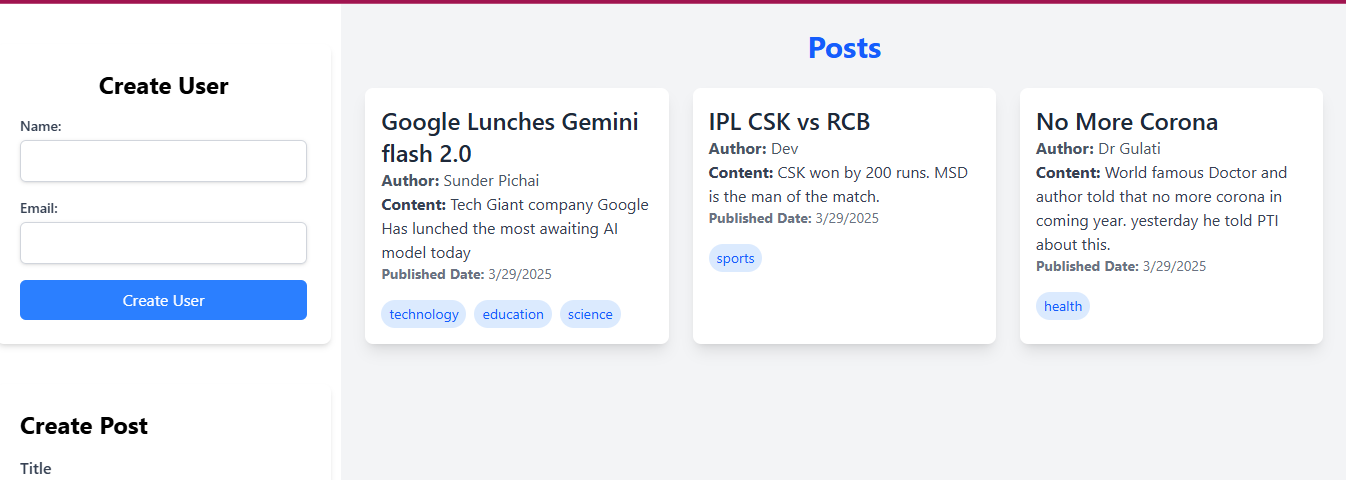 Create User
Name:
Email:
Create User
Create Post
Title
Posts
Google Lunches Gemini
flash 2.0
Author: Sunder Pichai
Content: Tech Giant company Google
Has lunched the most awaiting AI
model today
Published Date: 3/29/2025
technology education science
IPL CSK vs RCB
Author: Dev
Content: CSK won by 200 runs. MSD
is the man of the match.
Published Date: 3/29/2025
sports
No More Corona
Author: Dr Gulati
Content: World famous Doctor and
author told that no more corona in
coming year. yesterday he told PTI
about this.
Published Date: 3/29/2025
health